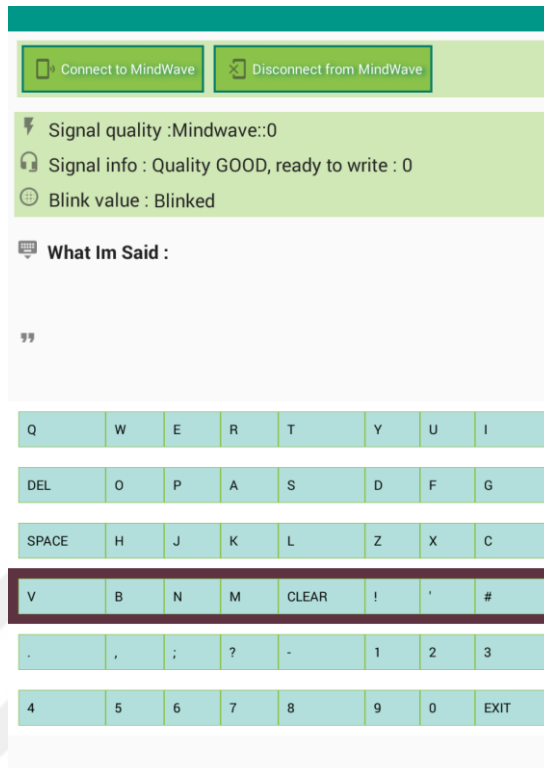 Connect to MindWave Disconnect from MindWave
Signal quality :Mindwave::0
Signal info : Quality GOOD, ready to write : 0
Blink value : Blinked
What Im Said :
Q W E R T Y U I
DEL O P A S D F G
SPACE H J K L Z X C
V B N M CLEAR ! ' #
. , ; ? - 1 2 3
4 5 6 7 8 9 0 EXIT